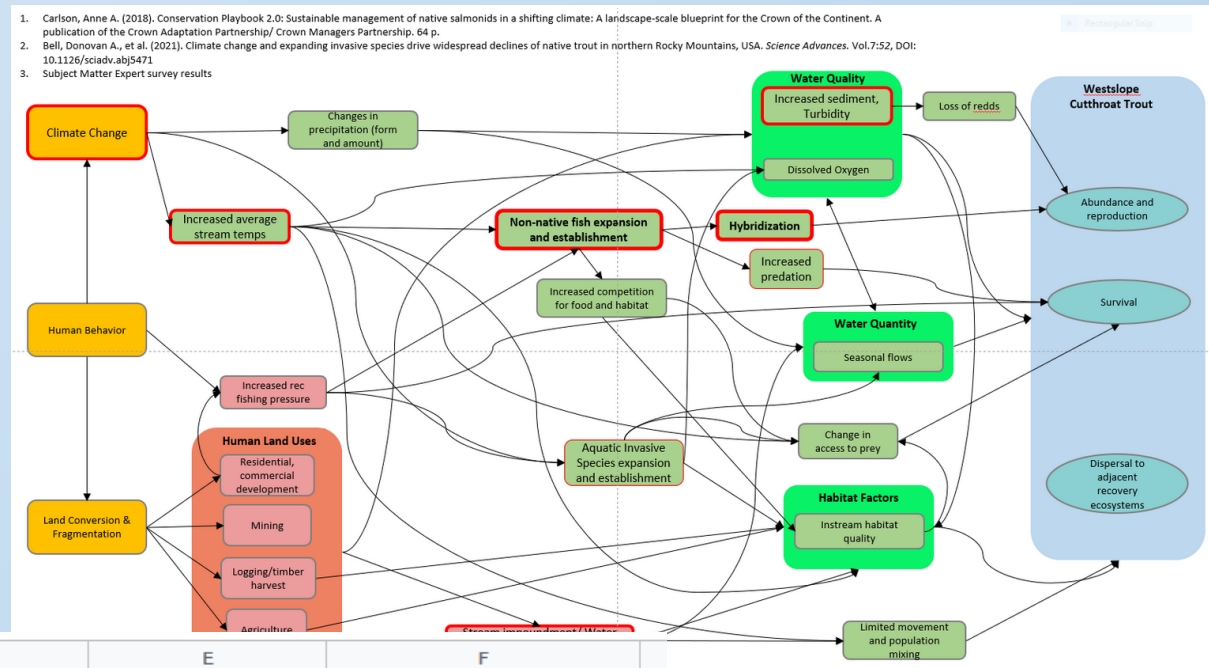 1. Carlson, Anne A. (2018). Conservation Playbook 2.0: Sustainable management of native salmonids in a shifting climate: A landscape-scale blueprint for the Crown of the Continent. A
publication of the Crown Adaptation Partnership/ Crown Managers Partnership. 64 p.
2. Bell, Donovan A., et al. (2021). Climate change and expanding invasive species drive widespread declines of native trout in northern Rocky Mountains, USA. Science Advances. Vol.7:52, DOI:
10.1126/sciadv.abj5471
3. Subject Matter Expert survey results
Rectangular Snip
Climate Change
Changes in
precipitation (form
and amount)
Water Quality
Increased sediment,
Turbidity
Dissolved Oxygen
Loss of redds
Westslope
Cutthroat Trout
Abundance and
reproduction
Increased average
stream temps
Non-native fish expansion
and establishment
Hybridization
Increased
predation
Increased competition
for food and habitat
Survival
Human Behavior
Water Quantity
Seasonal flows
Increased rec
fishing pressure
Human Land Uses
Residential,
commercial
development
Mining
Logging/timber
harvest
Agriculture
Land Conversion &
Fragmentation
Aquatic Invasive
Species expansion
and establishment
Change in
access to prey
Habitat Factors
Instream habitat
quality
Dispersal to
adjacent
recovery
ecosystems
Stream impoundment/ Water
Limited movement
and population
mixing
E
F